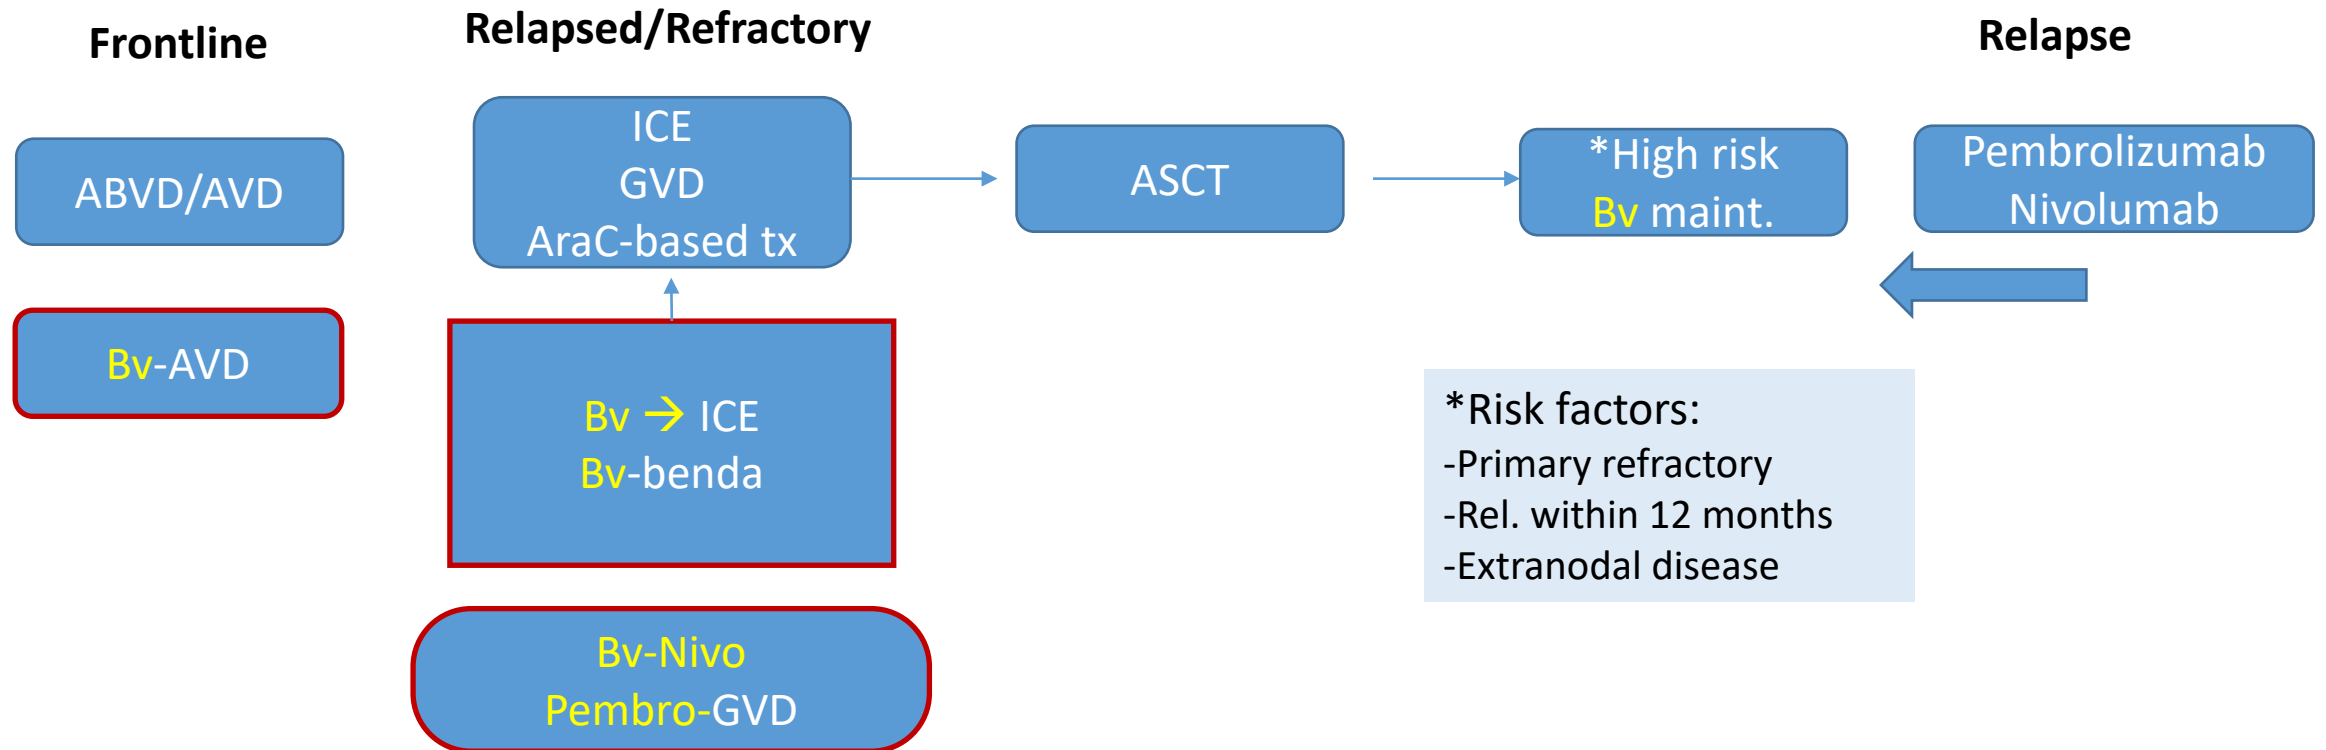 Frontline
Relapsed/Refractory
Relapse
ABVD/AVD
ICE
GVD
AraC-based tx
ASCT
*High risk
Bv maint.
Pembrolizumab
Nivolumab
Bv-AVD
Bv → ICE
Bv-benda
*Risk factors:
-Primary refractory
-Rel. within 12 months
-Extranodal disease
Bv-Nivo
Pembro-GVD